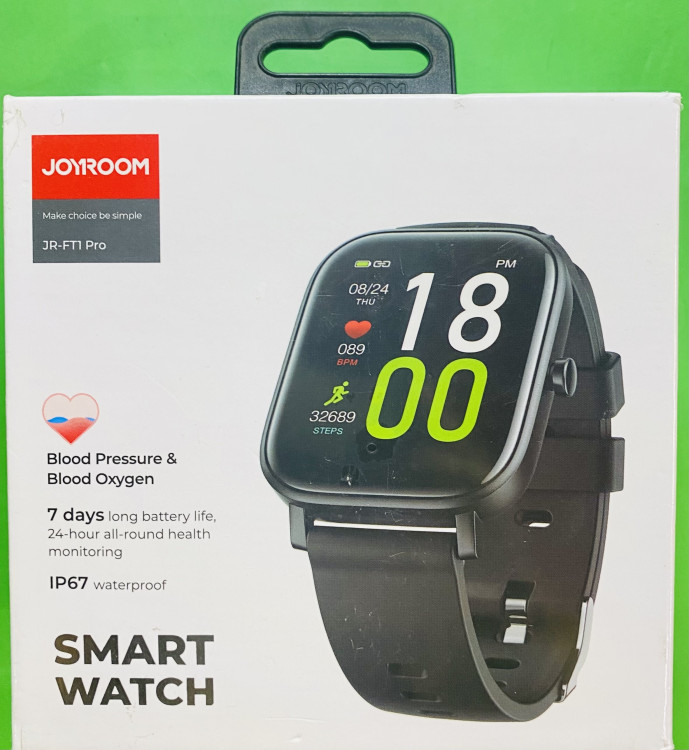 JOYROOM
JOYROOM
Make choice be simple
JR-FT1 Pro
PM
08/24
THU
18
089
BPM
00
32689
STEPS
Blood Pressure &
Blood Oxygen
7 days long battery life,
24-hour all-round health
monitoring
IP67 waterproof
SMART
WATCH